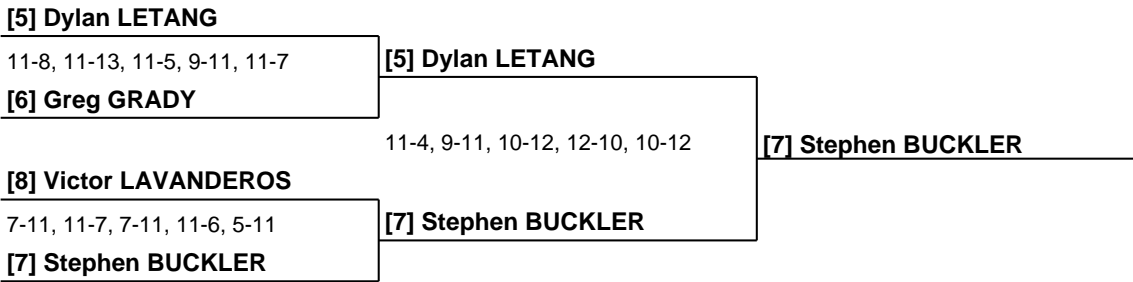 [5] Dylan LETANG
11-8, 11-13, 11-5, 9-11, 11-7
[5] Dylan LETANG
[6] Greg GRADY
11-4, 9-11, 10-12, 12-10, 10-12
[7] Stephen BUCKLER
[8] Victor LAVANDEROS
7-11, 11-7, 7-11, 11-6, 5-11
[7] Stephen BUCKLER
[7] Stephen BUCKLER